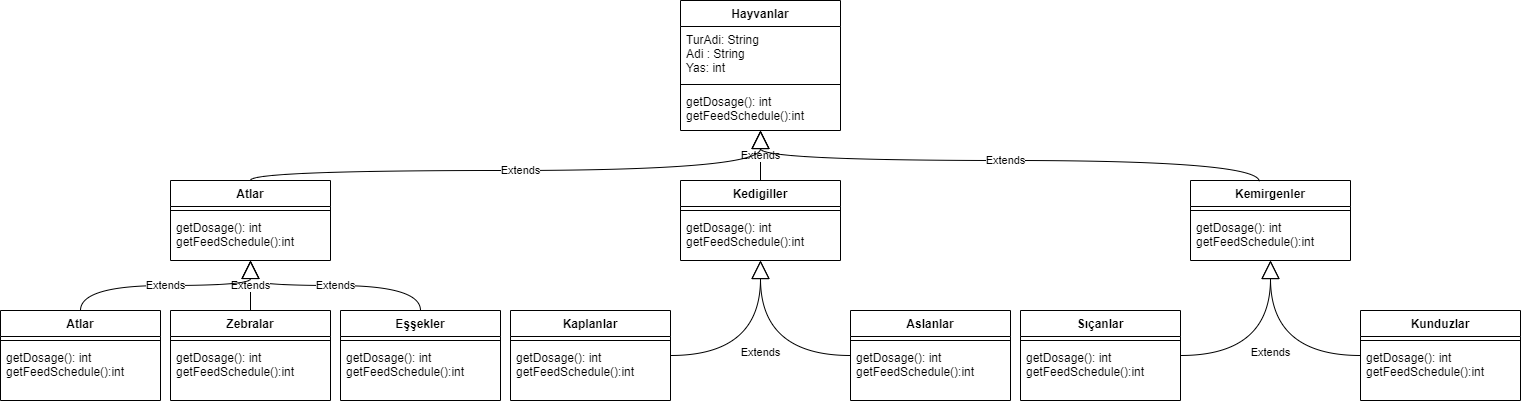 Hayvanlar
TurAdi: String
Adi : String
Yas: int
getDosage(): int
getFeedSchedule():int
Extends
Extends
Extends
Atlar
getDosage(): int
getFeedSchedule():int
Kedigiller
getDosage(): int
getFeedSchedule():int
Kemirgenler
getDosage(): int
getFeedSchedule():int
Extends
Extends
Extends
Extends
Extends
Atlar
getDosage(): int
getFeedSchedule():int
Zebralar
getDosage(): int
getFeedSchedule():int
Eşşekler
getDosage(): int
getFeedSchedule():int
Kaplanlar
getDosage(): int
getFeedSchedule():int
Aslanlar
getDosage(): int
getFeedSchedule():int
Sıçanlar
getDosage(): int
getFeedSchedule():int
Kunduzlar
getDosage(): int
getFeedSchedule():int